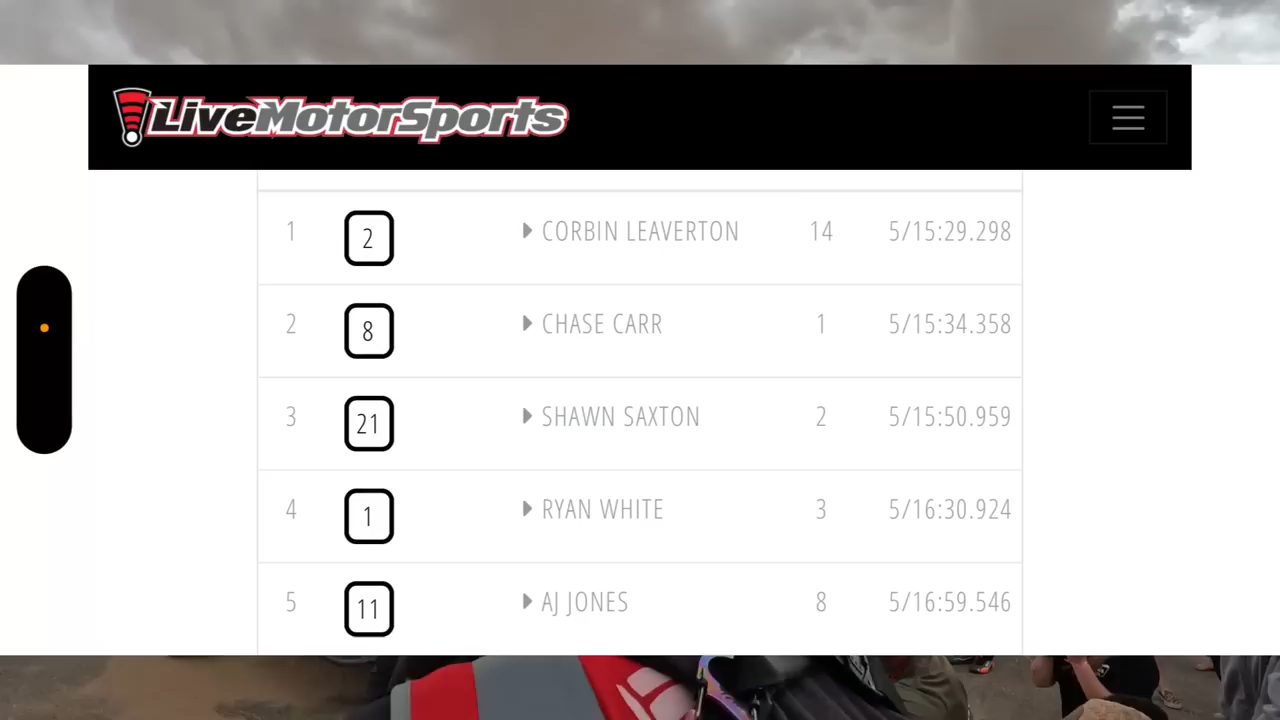 LiveMotorSports
1 2 CORBIN LEAVERTON 14 5/15:29.298
2 8 CHASE CARR 1 5/15:34.358
3 21 SHAWN SAXTON 2 5/15:50.959
4 1 RYAN WHITE 3 5/16:30.924
5 11 AJ JONES 8 5/16:59.546